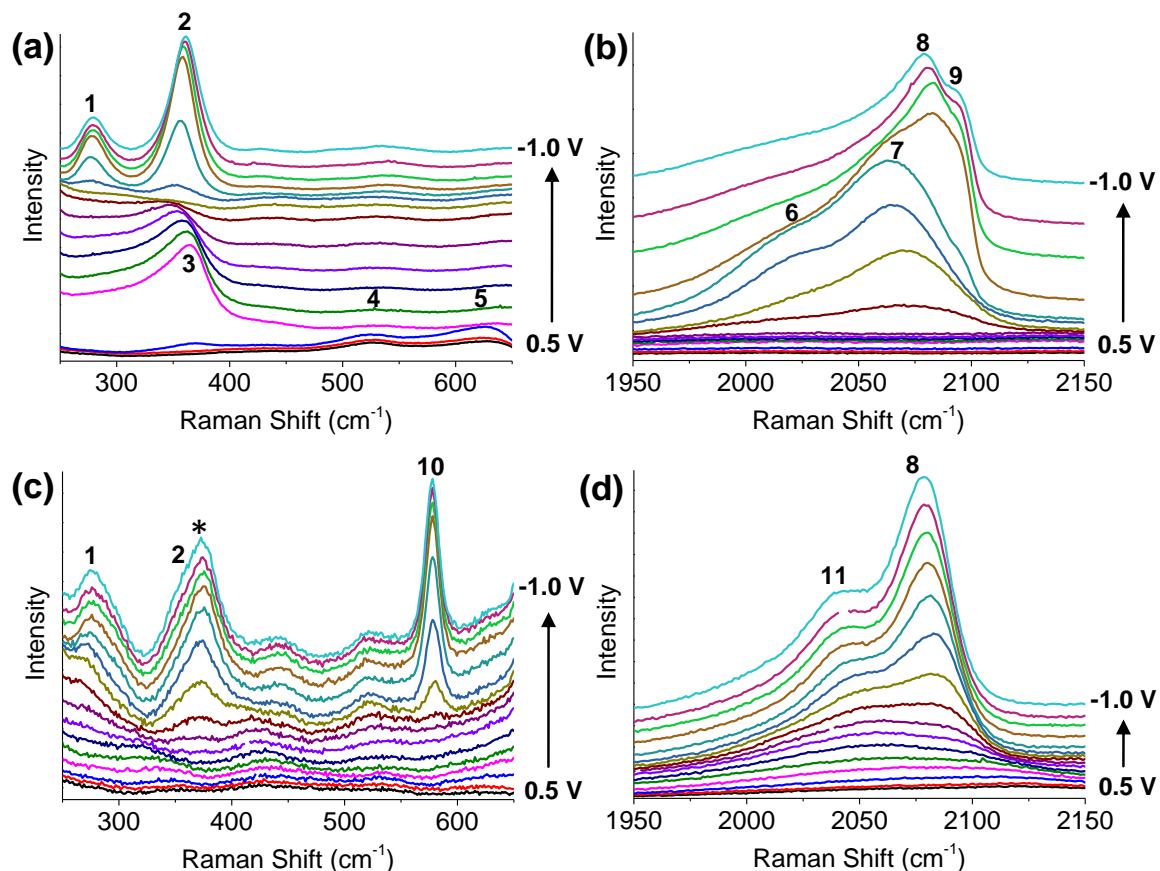 (a)
2
1
3
4
5
-1.0 V
0.5 V
Intensity
300 400 500 600
Raman Shift (cm⁻¹)
(b)
8
9
7
6
-1.0 V
0.5 V
Intensity
1950 2000 2050 2100 2150
Raman Shift (cm⁻¹)
(c)
10
*
1
2
-1.0 V
0.5 V
Intensity
300 400 500 600
Raman Shift (cm⁻¹)
(d)
8
11
-1.0 V
0.5 V
Intensity
1950 2000 2050 2100 2150
Raman Shift (cm⁻¹)